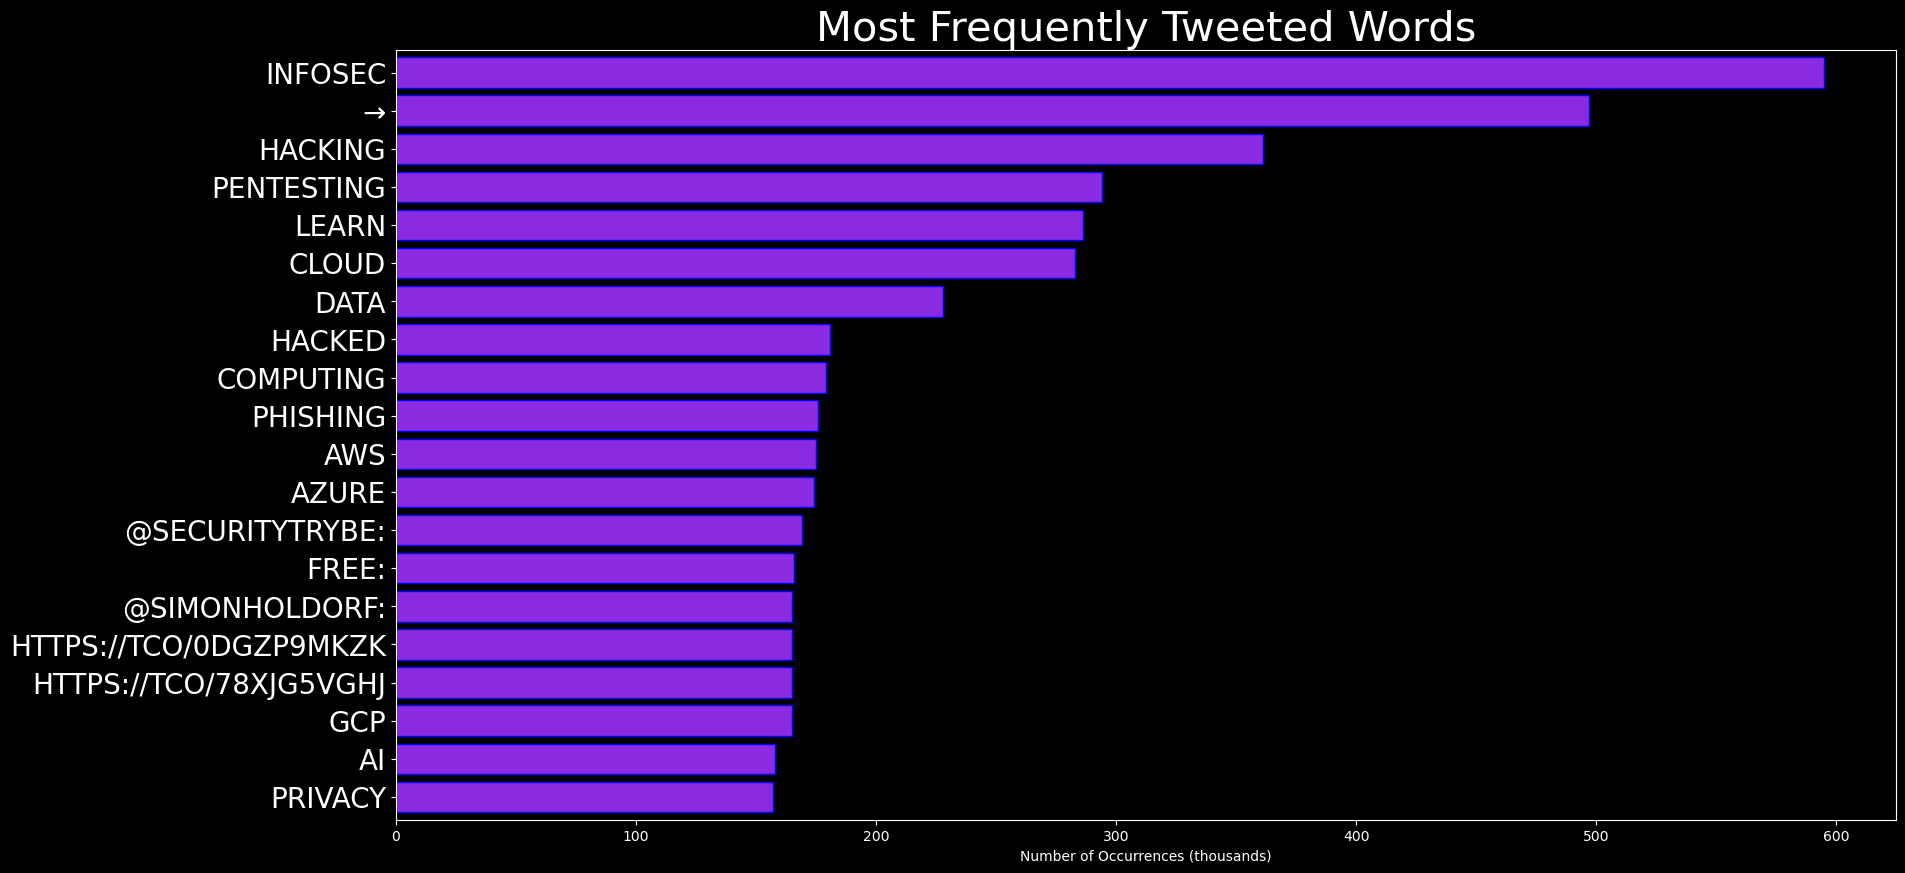 Most Frequently Tweeted Words
INFOSEC
→
HACKING
PENTESTING
LEARN
CLOUD
DATA
HACKED
COMPUTING
PHISHING
AWS
AZURE
@SECURITYTRYBE:
FREE:
@SIMONHOLDORF:
HTTPS://TCO/0DGZP9MKZK
HTTPS://TCO/78XJG5VGHJ
GCP
AI
PRIVACY
0 100 200 300 400 500 600
Number of Occurrences (thousands)